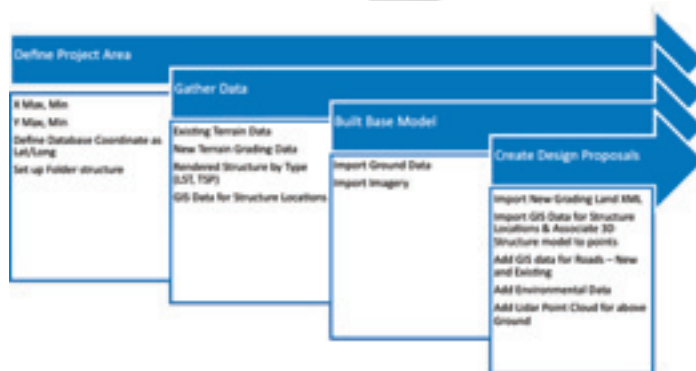 Define Project Area
X Max, Min
Y Max, Min
Define Database Coordinate as
Lat/Long
Set up Folder structure
Gather Data
Existing Terrain Data
New Terrain Grading Data
Rendered Structure by Type
(LST, TSP)
GIS Data for Structure Locations
Built Base Model
Import Ground Data
Import Imagery
Create Design Proposals
Import New Grading Land XML
Import GIS Data for Structure
Locations & Associate 3D
Structure model to points
Add GIS data for Roads – New
and Existing
Add Environmental Data
Add Lidar Point Cloud for above
Ground